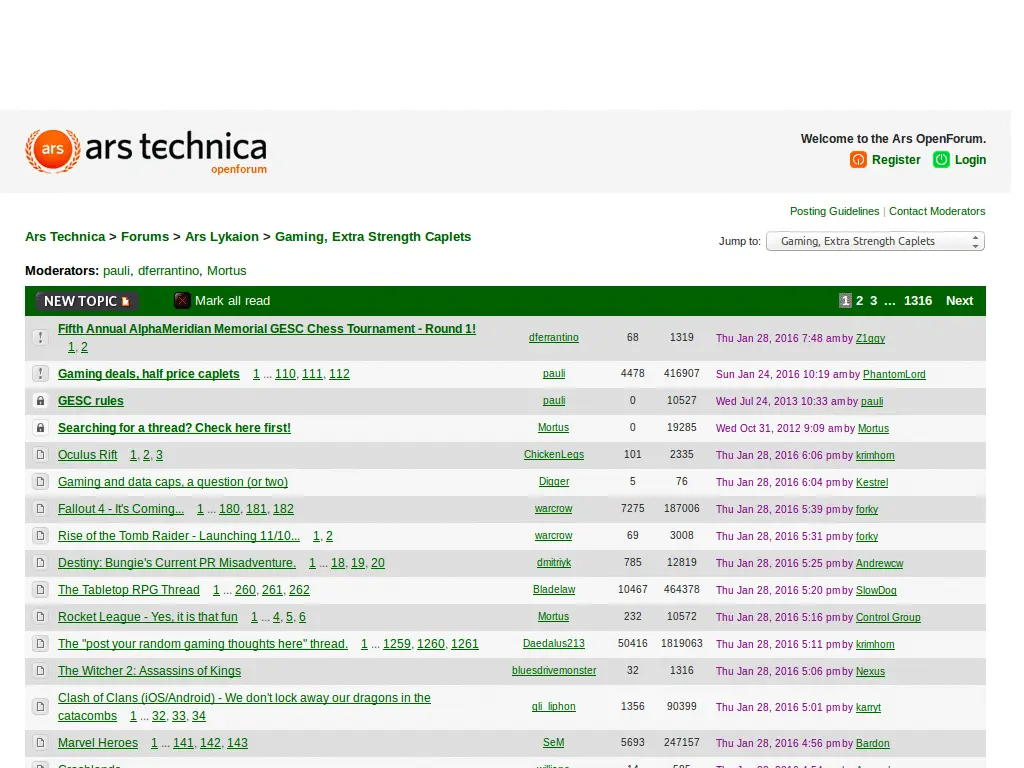 ars
ars technica
openforum
Welcome to the Ars OpenForum.
Register Login
Posting Guidelines | Contact Moderators
Ars Technica > Forums > Ars Lykaion > Gaming, Extra Strength Caplets
Jump to: Gaming, Extra Strength Caplets
Moderators: pauli, dferrantino, Mortus
NEW TOPIC Mark all read 1 2 3 ... 1316 Next
Fifth Annual AlphaMeridian Memorial GESC Chess Tournament - Round 1!
1, 2
dferrantino 68 1319 Thu Jan 28, 2016 7:48 am by Z1ggy
Gaming deals, half price caplets 1 ... 110, 111, 112 pauli 4478 416907 Sun Jan 24, 2016 10:19 am by PhantomLord
GESC rules pauli 0 10527 Wed Jul 24, 2013 10:33 am by pauli
Searching for a thread? Check here first! Mortus 0 19285 Wed Oct 31, 2012 9:09 am by Mortus
Oculus Rift 1, 2, 3 ChickenLegs 101 2335 Thu Jan 28, 2016 6:06 pm by krimhorn
Gaming and data caps, a question (or two) Digger 5 76 Thu Jan 28, 2016 6:04 pm by Kestrel
Fallout 4 - It's Coming... 1 ... 180, 181, 182 warcrow 7275 187006 Thu Jan 28, 2016 5:39 pm by forky
Rise of the Tomb Raider - Launching 11/10... 1, 2 warcrow 69 3008 Thu Jan 28, 2016 5:31 pm by forky
Destiny: Bungie's Current PR Misadventure. 1 ... 18, 19, 20 dmitriyk 785 12819 Thu Jan 28, 2016 5:25 pm by Andrewcw
The Tabletop RPG Thread 1 ... 260, 261, 262 Bladelaw 10467 464378 Thu Jan 28, 2016 5:20 pm by SlowDog
Rocket League - Yes, it is that fun 1 ... 4, 5, 6 Mortus 232 10572 Thu Jan 28, 2016 5:16 pm by Control Group
The "post your random gaming thoughts here" thread. 1 ... 1259, 1260, 1261 Daedalus213 50416 1819063 Thu Jan 28, 2016 5:11 pm by krimhorn
The Witcher 2: Assassins of Kings bluesdrivemonster 32 1316 Thu Jan 28, 2016 5:06 pm by Nexus
Clash of Clans (iOS/Android) - We don't lock away our dragons in the
catacombs 1 ... 32, 33, 34
gli_liphon 1356 90399 Thu Jan 28, 2016 5:01 pm by karryt
Marvel Heroes 1 ... 141, 142, 143 SeM 5693 247157 Thu Jan 28, 2016 4:56 pm by Bardon